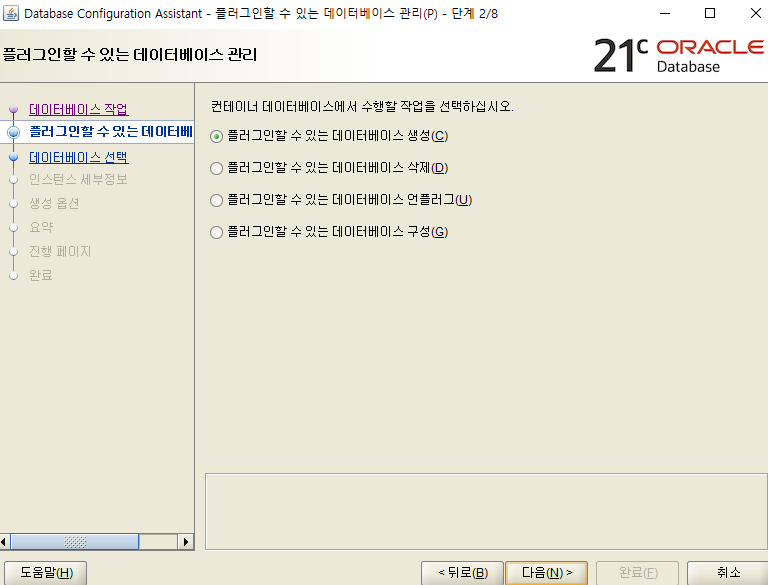 Database Configuration Assistant - 플러그인할 수 있는 데이터베이스 관리(P) - 단계 2/8
플러그인할 수 있는 데이터베이스 관리
21c ORACLE
Database
데이터베이스 작업
플러그인할 수 있는 데이터베
데이터베이스 선택
인스턴스 세부정보
생성 옵션
요약
진행 페이지
완료
컨테이너 데이터베이스에서 수행할 작업을 선택하십시오.
플러그인할 수 있는 데이터베이스 생성(C)
플러그인할 수 있는 데이터베이스 삭제(D)
플러그인할 수 있는 데이터베이스 언플러그(U)
플러그인할 수 있는 데이터베이스 구성(G)
도움말(H)
< 뒤로(B)
다음(N) >
완료(F)
취소